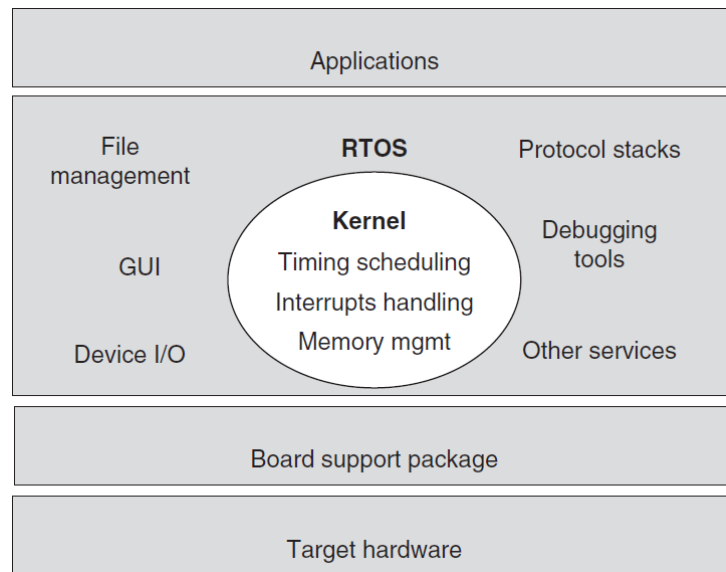 Applications
File
management
RTOS
Protocol stacks
Kernel
Timing scheduling
Interrupts handling
Memory mgmt
GUI
Debugging
tools
Device I/O
Other services
Board support package
Target hardware